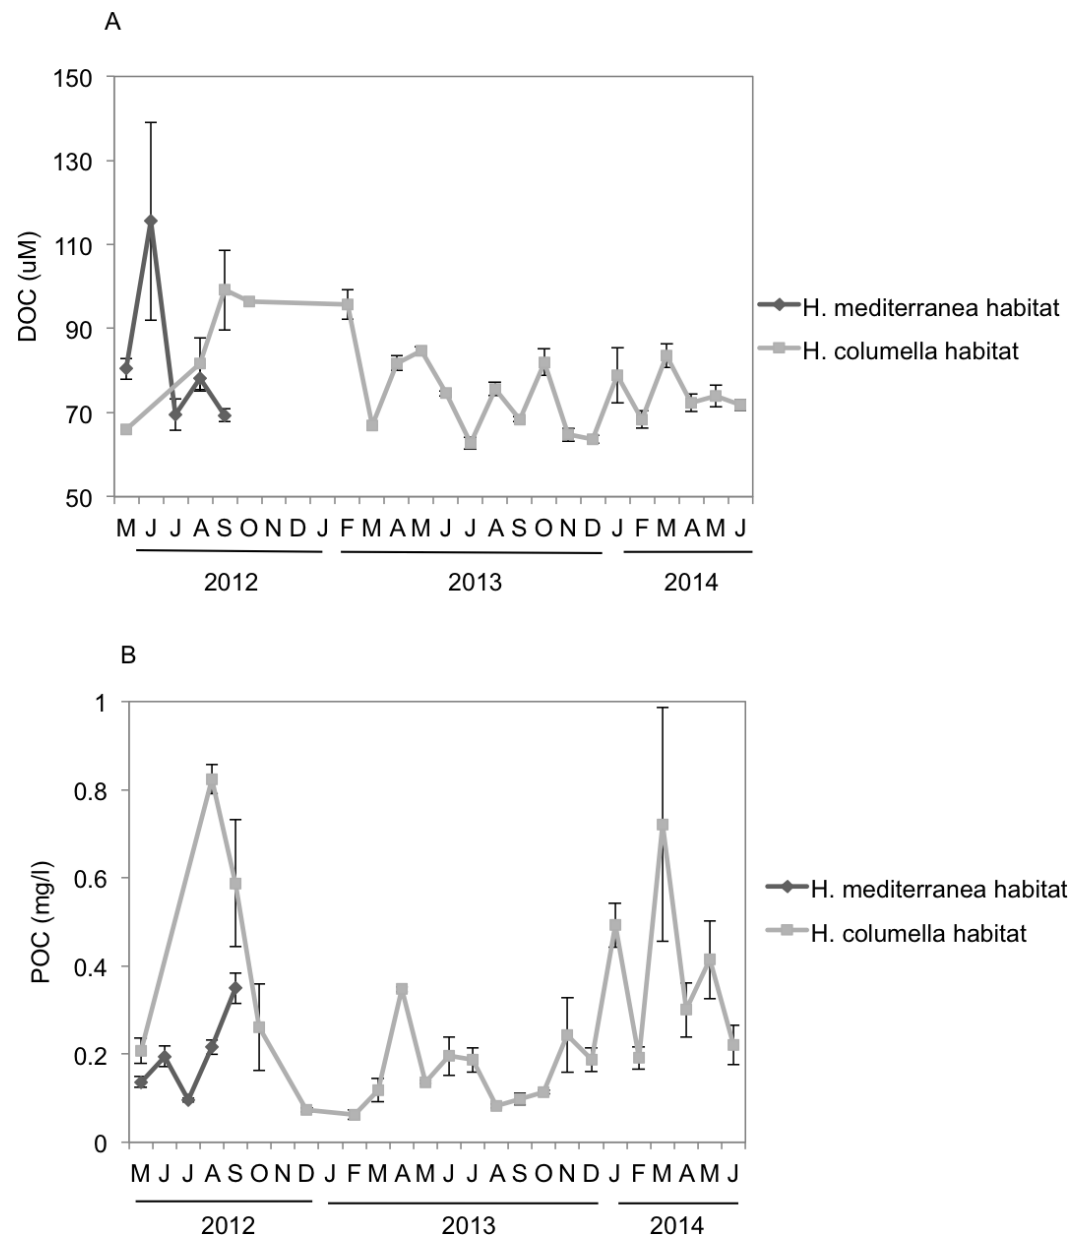 A
150
130
110
90
70
50
DOC (uM)
H. mediterranea habitat
H. columella habitat
M J J A S O N D J F M A M J J A S O N D J F M A M J
2012 2013 2014
B
1
0.8
0.6
0.4
0.2
0
POC (mg/l)
H. mediterranea habitat
H. columella habitat
M J J A S O N D J F M A M J J A S O N D J F M A M J
2012 2013 2014